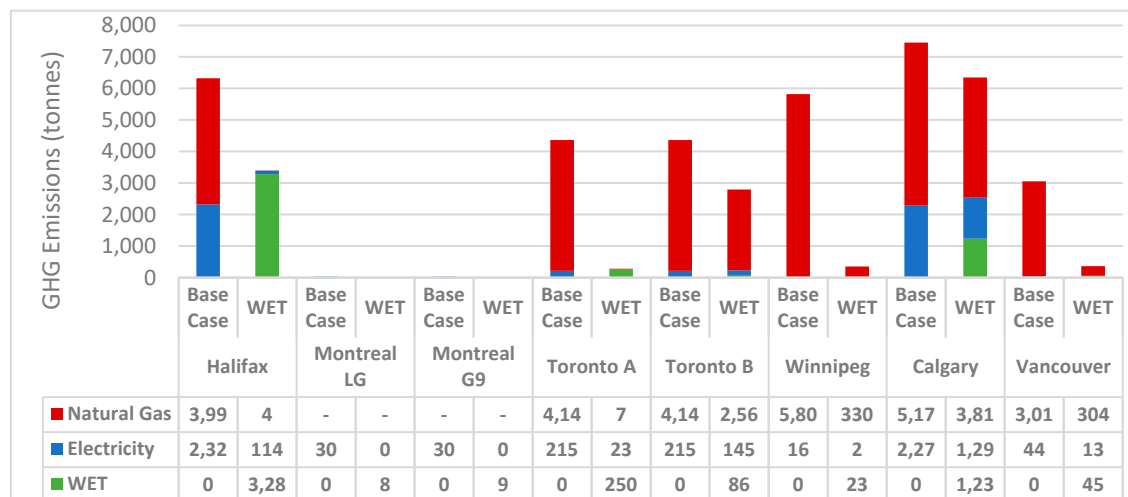 8,000
7,000
6,000
5,000
4,000
3,000
2,000
1,000
0
GHG Emissions (tonnes)
Base Case WET Base Case WET Base Case WET Base Case WET Base Case WET Base Case WET Base Case WET Base Case WET
Halifax Montreal LG Montreal G9 Toronto A Toronto B Winnipeg Calgary Vancouver
Natural Gas 3,99 4 - - - - 4,14 7 4,14 2,56 5,80 330 5,17 3,81 3,01 304
Electricity 2,32 114 30 0 30 0 215 23 215 145 16 2 2,27 1,29 44 13
WET 0 3,28 0 8 0 9 0 250 0 86 0 23 0 1,23 0 45